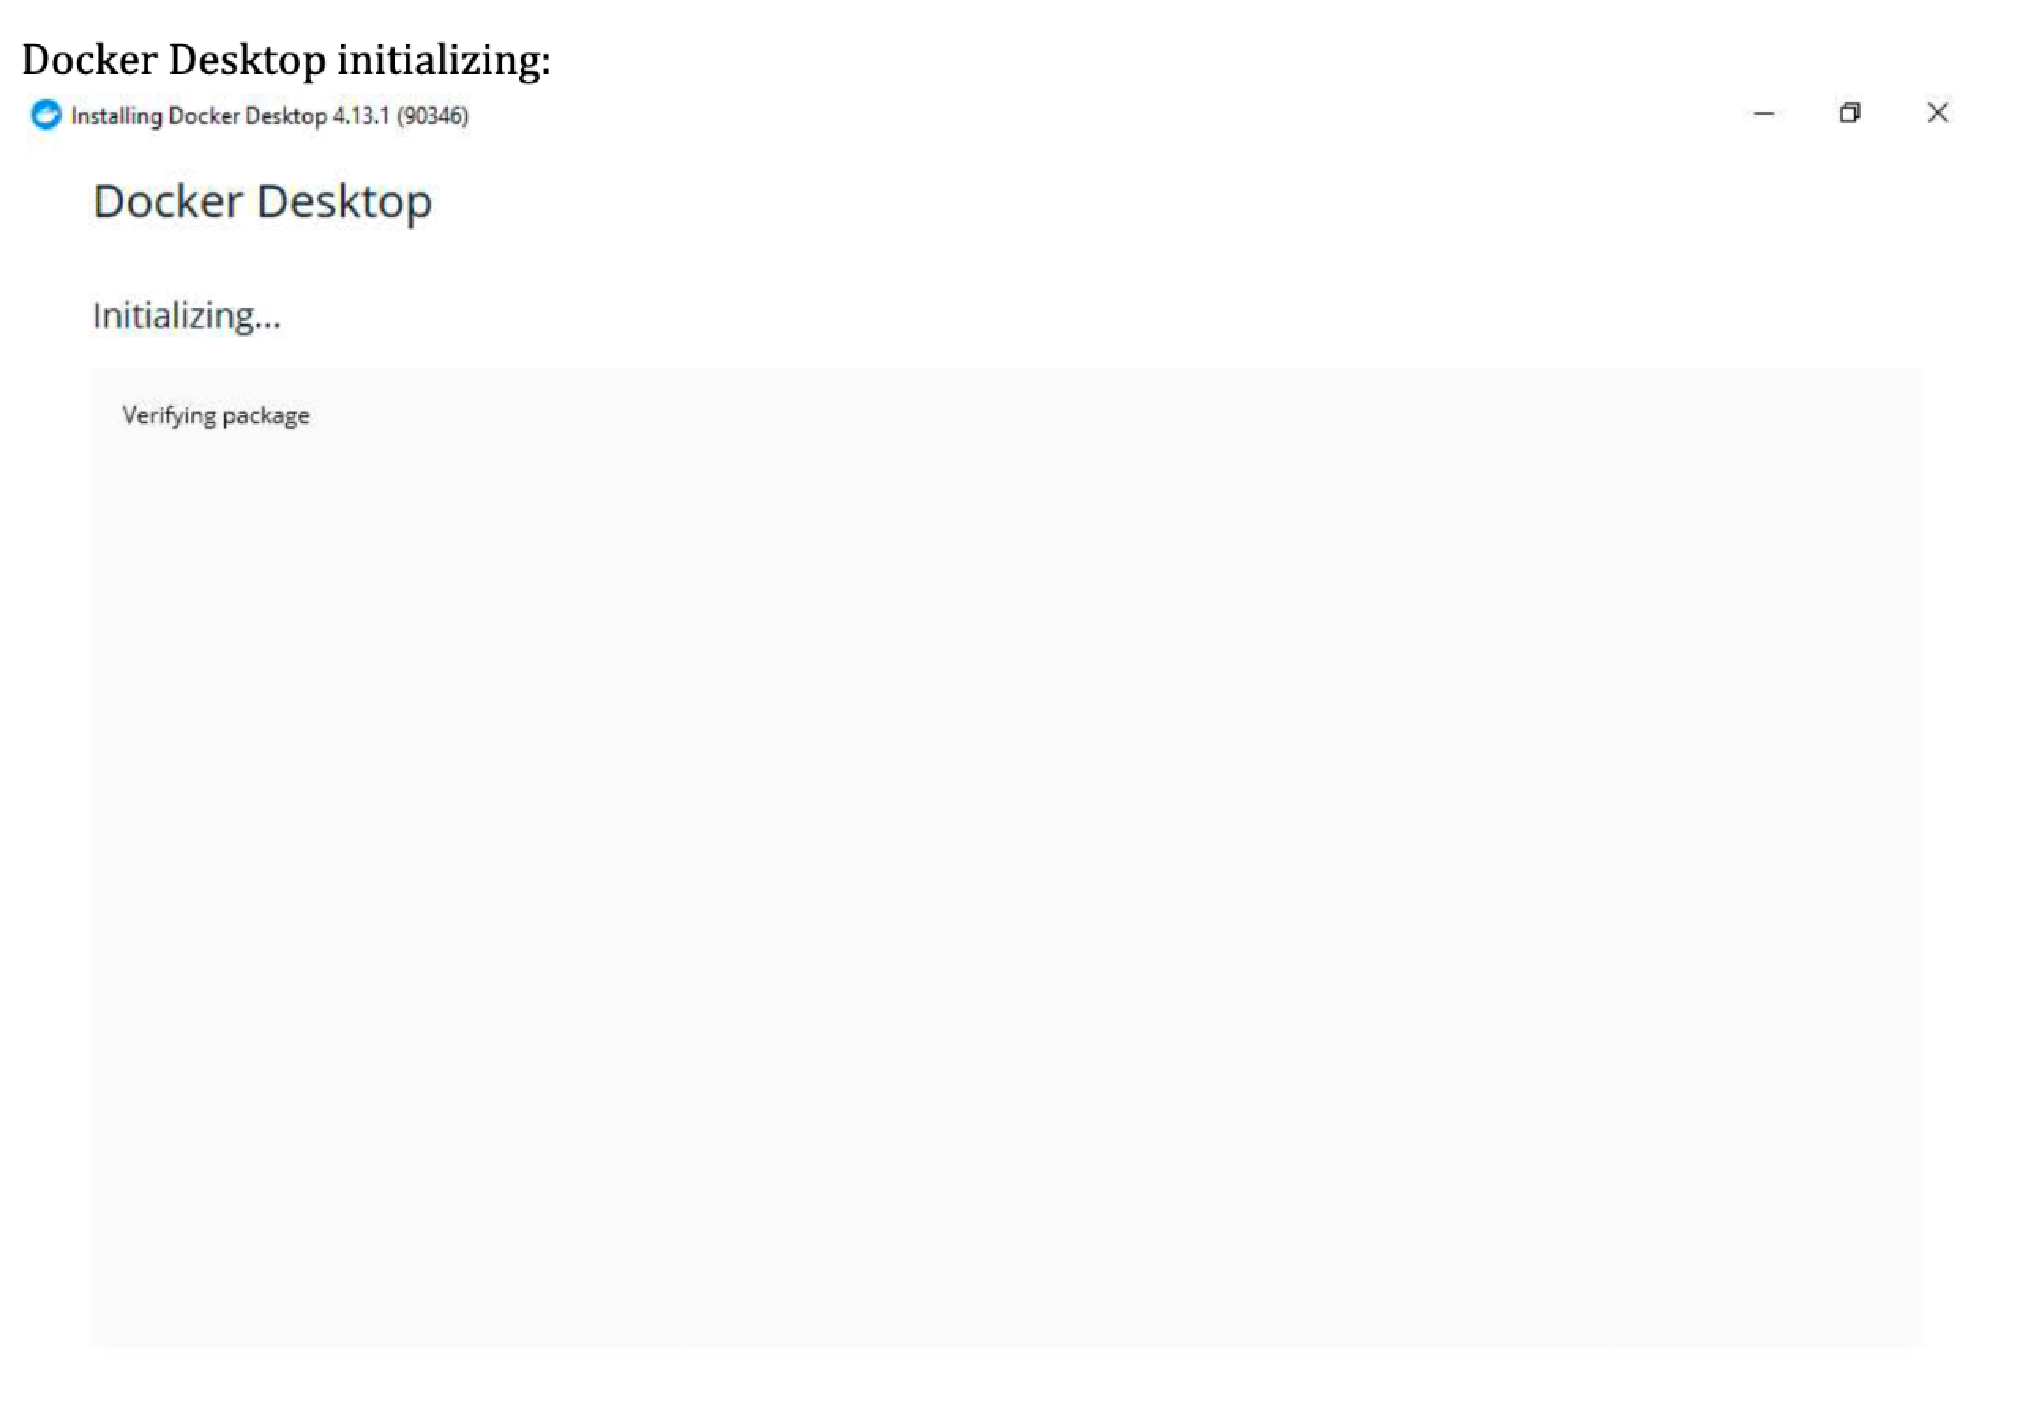 Docker Desktop initializing:
Installing Docker Desktop 4.13.1 (90346)
Docker Desktop
Initializing...
Verifying package